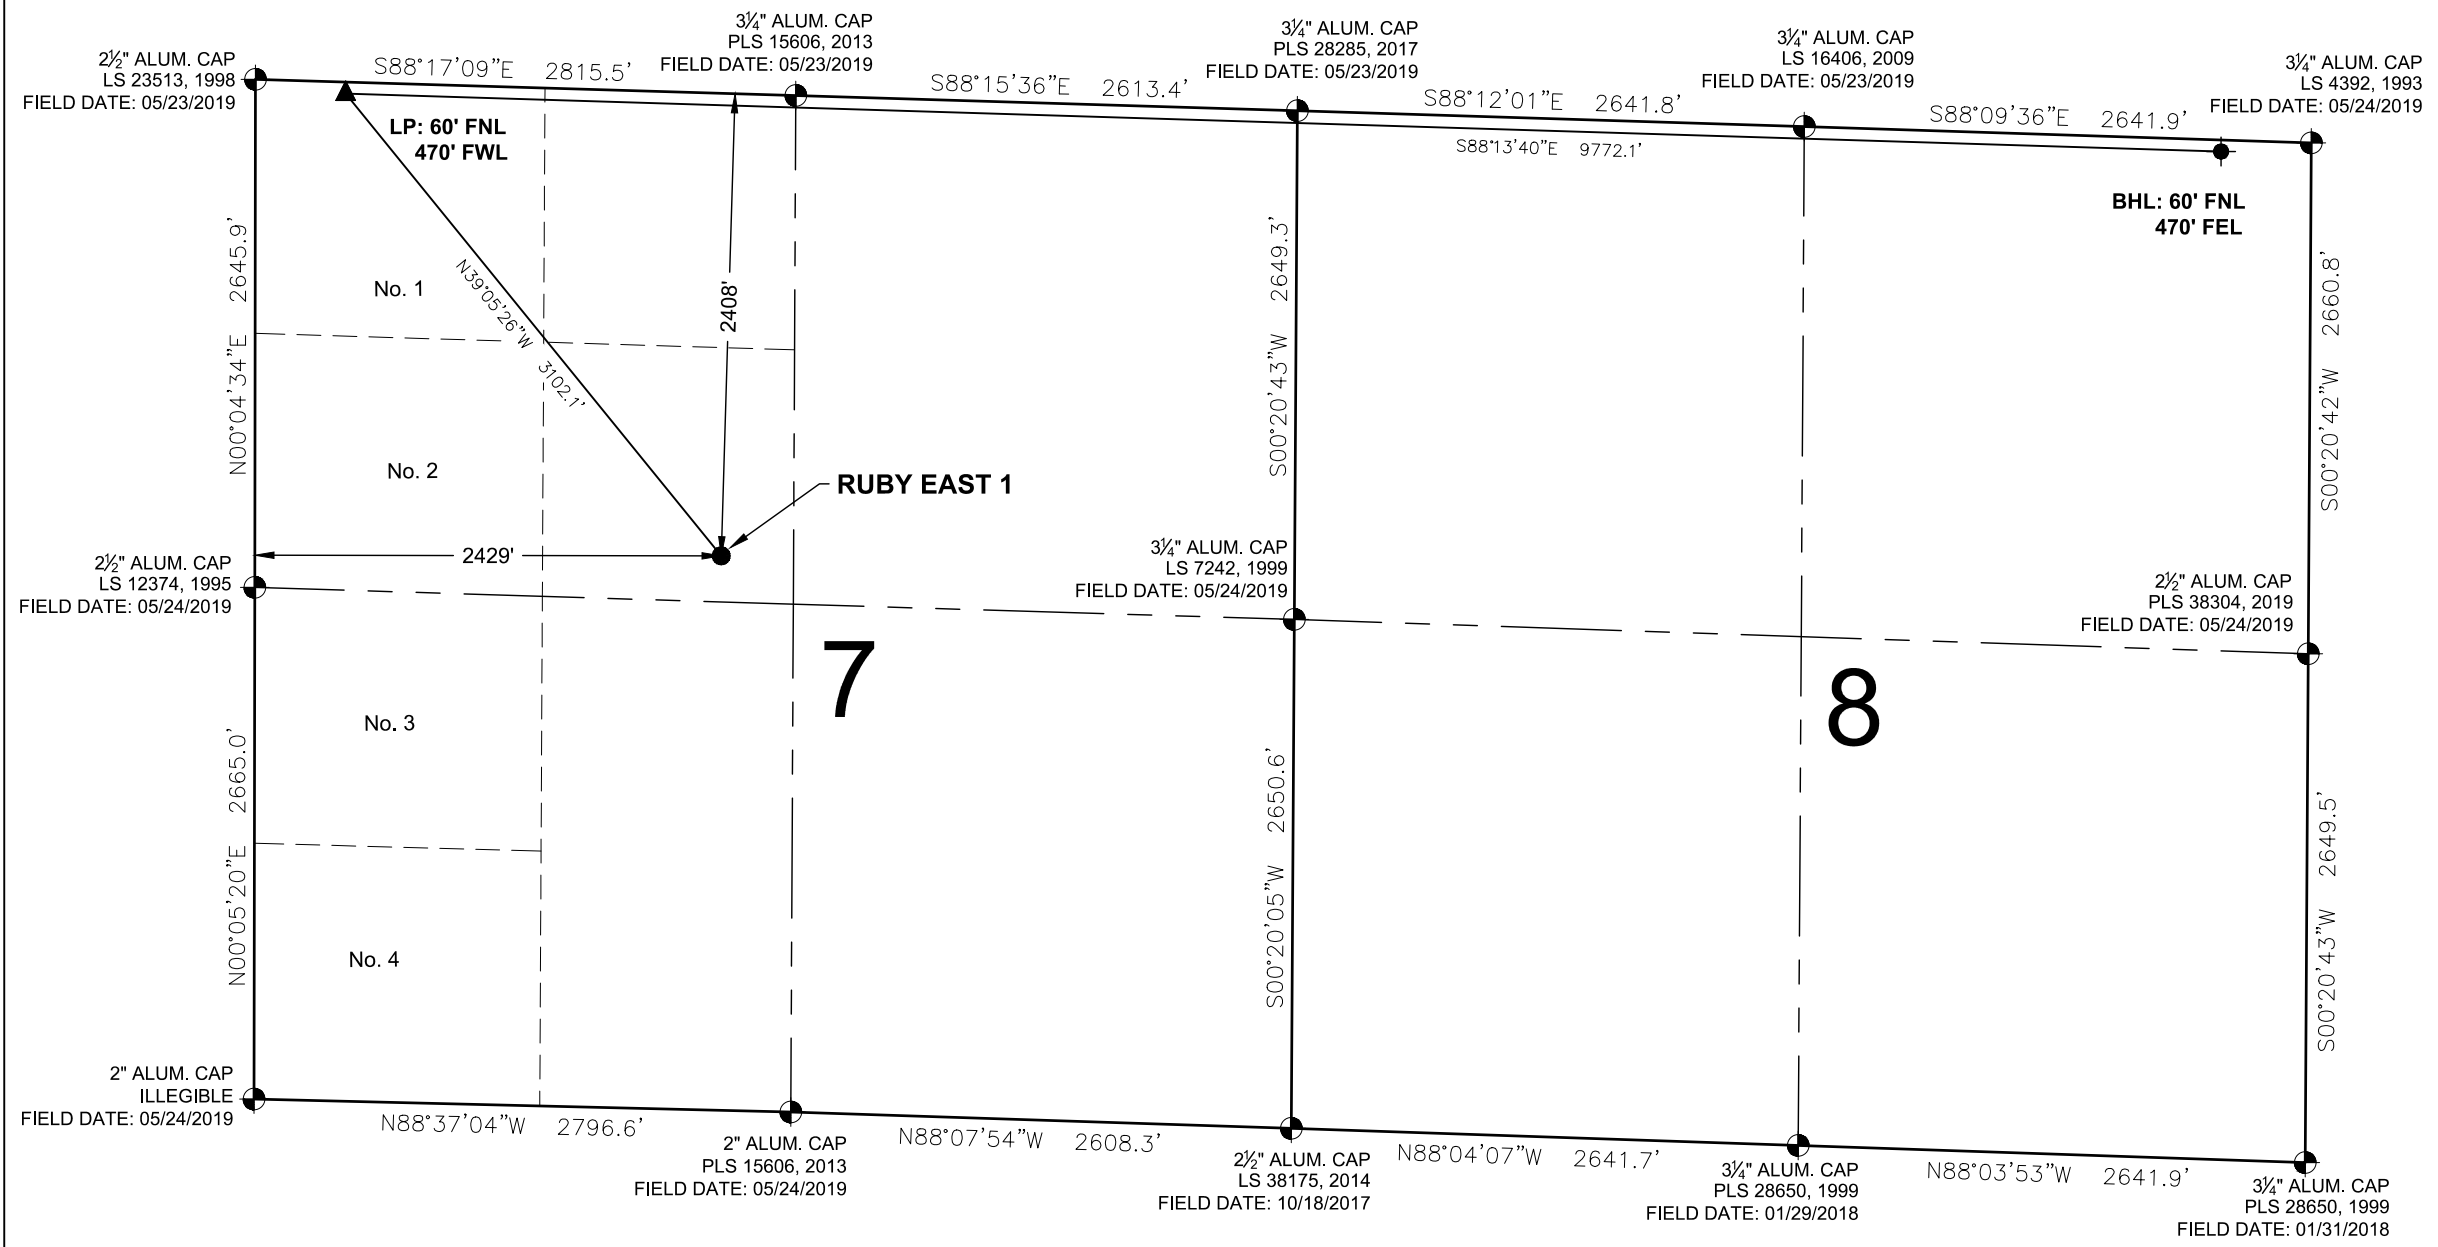 2½" ALUM. CAP
LS 23513, 1998
FIELD DATE: 05/23/2019
S88°17'09"E 2815.5'
3¼" ALUM. CAP
PLS 15606, 2013
FIELD DATE: 05/23/2019
S88°15'36"E 2613.4'
3¼" ALUM. CAP
PLS 28285, 2017
FIELD DATE: 05/23/2019
S88°12'01"E 2641.8'
3¼" ALUM. CAP
LS 16406, 2009
FIELD DATE: 05/23/2019
S88°09'36"E 2641.9'
3¼" ALUM. CAP
LS 4392, 1993
FIELD DATE: 05/24/2019
LP: 60' FNL
470' FWL
S88°13'40"E 9772.1'
BHL: 60' FNL
470' FEL
N00°04'34"E 2645.9'
No. 1
N39°05'26"W 3102.1'
2408'
S00°20'43"W 2649.3'
S00°20'42"W 2660.8'
No. 2
RUBY EAST 1
2429'
2½" ALUM. CAP
LS 12374, 1995
FIELD DATE: 05/24/2019
3¼" ALUM. CAP
LS 7242, 1999
FIELD DATE: 05/24/2019
2½" ALUM. CAP
PLS 38304, 2019
FIELD DATE: 05/24/2019
7
8
No. 3
N00°05'20"E 2665.0'
S00°20'05"W 2650.6'
S00°20'43"W 2649.5'
No. 4
2" ALUM. CAP
ILLEGIBLE
FIELD DATE: 05/24/2019
N88°37'04"W 2796.6'
2" ALUM. CAP
PLS 15606, 2013
FIELD DATE: 05/24/2019
N88°07'54"W 2608.3'
2½" ALUM. CAP
LS 38175, 2014
FIELD DATE: 10/18/2017
N88°04'07"W 2641.7'
3¼" ALUM. CAP
PLS 28650, 1999
FIELD DATE: 01/29/2018
N88°03'53"W 2641.9'
3¼" ALUM. CAP
PLS 28650, 1999
FIELD DATE: 01/31/2018